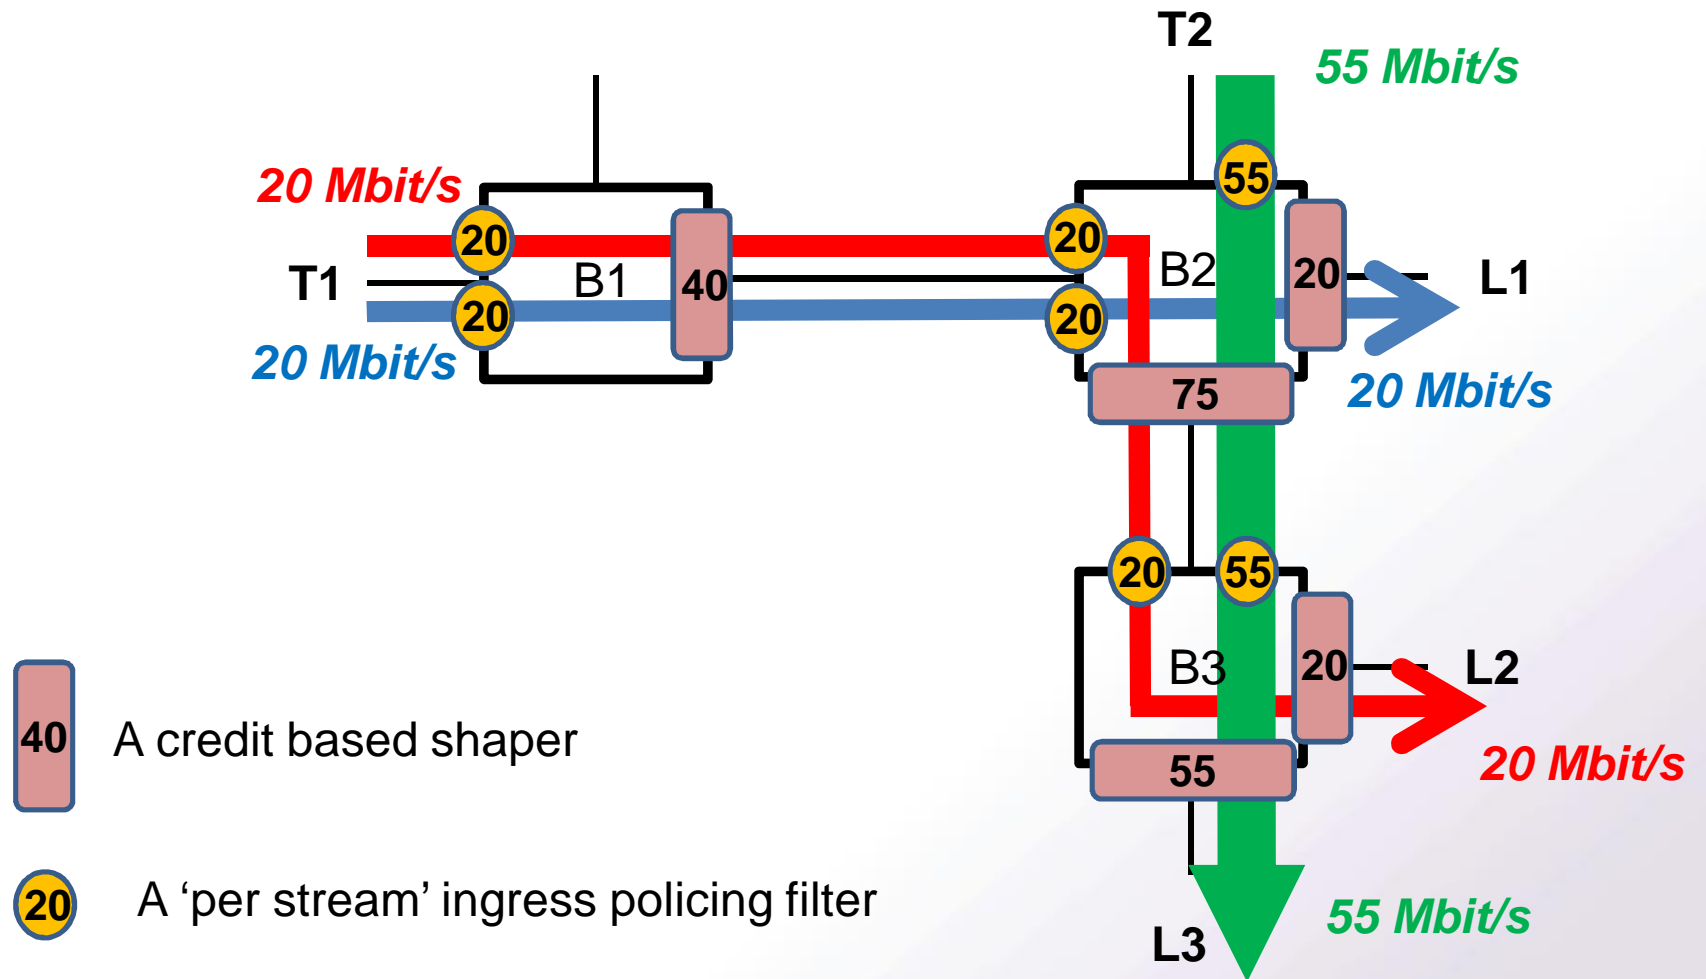 T2
55 Mbit/s
20 Mbit/s
55
20
20
20
B1
B2
T1
40
20
L1
20
20
20 Mbit/s
20 Mbit/s
75
20
55
B3
20
L2
40
A credit based shaper
55
20 Mbit/s
20
A ‘per stream’ ingress policing filter
55 Mbit/s
L3